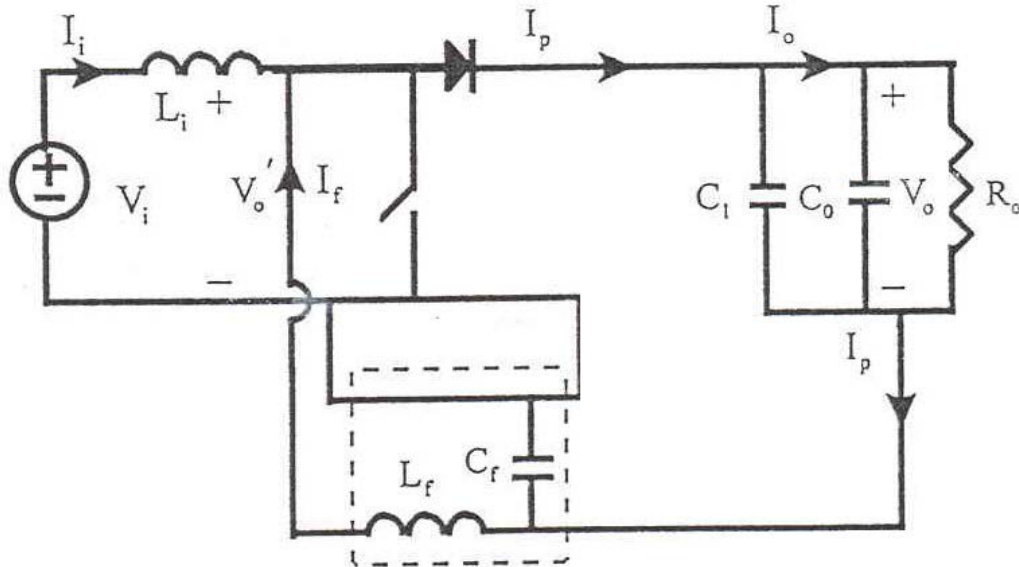 I_i I_p I_o
L_i + +
+
- V_i V_o' I_f C_1 C_0 V_o R_o
- -
I_p
C_f
L_f